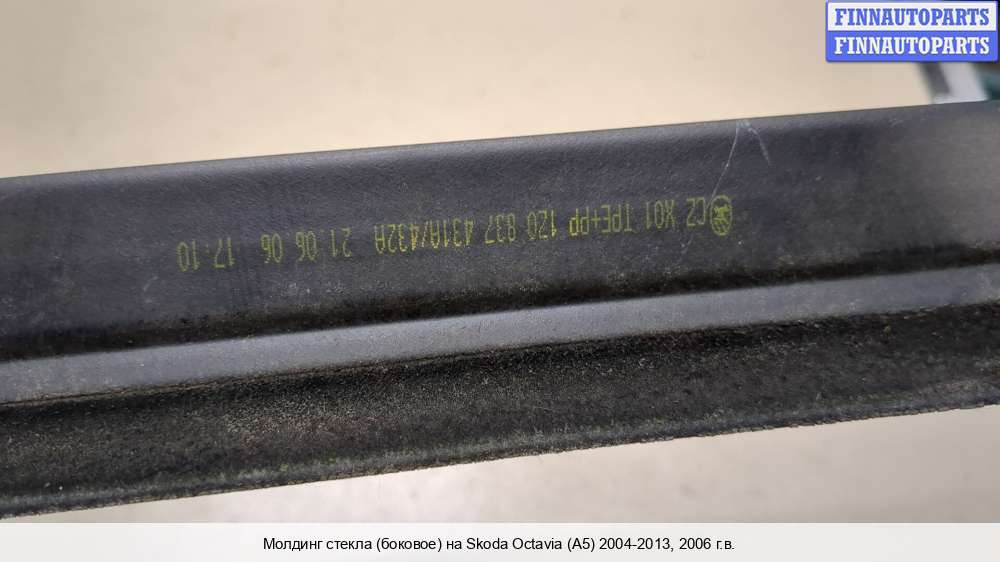 FINNAUTOPARTS
FINNAUTOPARTS
CZ X01 TPE+PP 1Z0 837 431A/432A 21 06 06 17:10
Молдинг стекла (боковое) на Skoda Octavia (A5) 2004-2013, 2006 г.в.